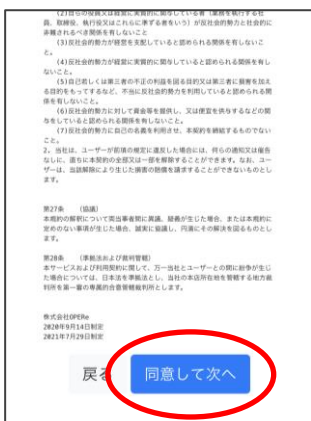 (2)自らの役員又は経営に実質的に関与している者（業務を執行する社
員、取締役、執行役又はこれらに準ずる者をいう）が反社会的勢力と社会的に
非難されるべき関係を有しないこと
(3)反社会的勢力が経営を支配していると認められる関係を有しないこ
と。
(4)反社会的勢力が経営に実質的に関与していると認められる関係を有し
ないこと。
(5)自己若しくは第三者の不正の利益を図る目的又は第三者に損害を加え
る目的をもってするなど、不当に反社会的勢力を利用していると認められる関
係を有しないこと。
(6)反社会的勢力に対して資金等を提供し、又は便宜を供与するなどの関
与をしていると認められる関係を有しないこと。
(7)反社会的勢力に自己の名義を利用させ、本契約を締結するものでない
こと。
2. 当社は、ユーザーが前項の規定に違反した場合には、何らの通知又は催告
なしに、直ちに本契約の全部又は一部を解除することができます。なお、ユー
ザーは、当該解除により生じた損害の賠償を請求することができないものとし
ます。
第27条 （協議）
本規約の解釈について両当事者間に異議、疑義が生じた場合、または本規約に
定めのない事項が生じた場合、誠実に協議し、円満にその解決を図るものとし
ます。
第28条 （準拠法および裁判管轄）
本サービスおよび利用契約に関して、万一当社とユーザーとの間に紛争が生じ
た場合については、日本法を準拠法とし、当社の本店所在地を管轄する地方裁
判所を第一審の専属的合意管轄裁判所とします。
株式会社OPERe
2020年9月14日制定
2021年7月29日制定
戻る 同意して次へ